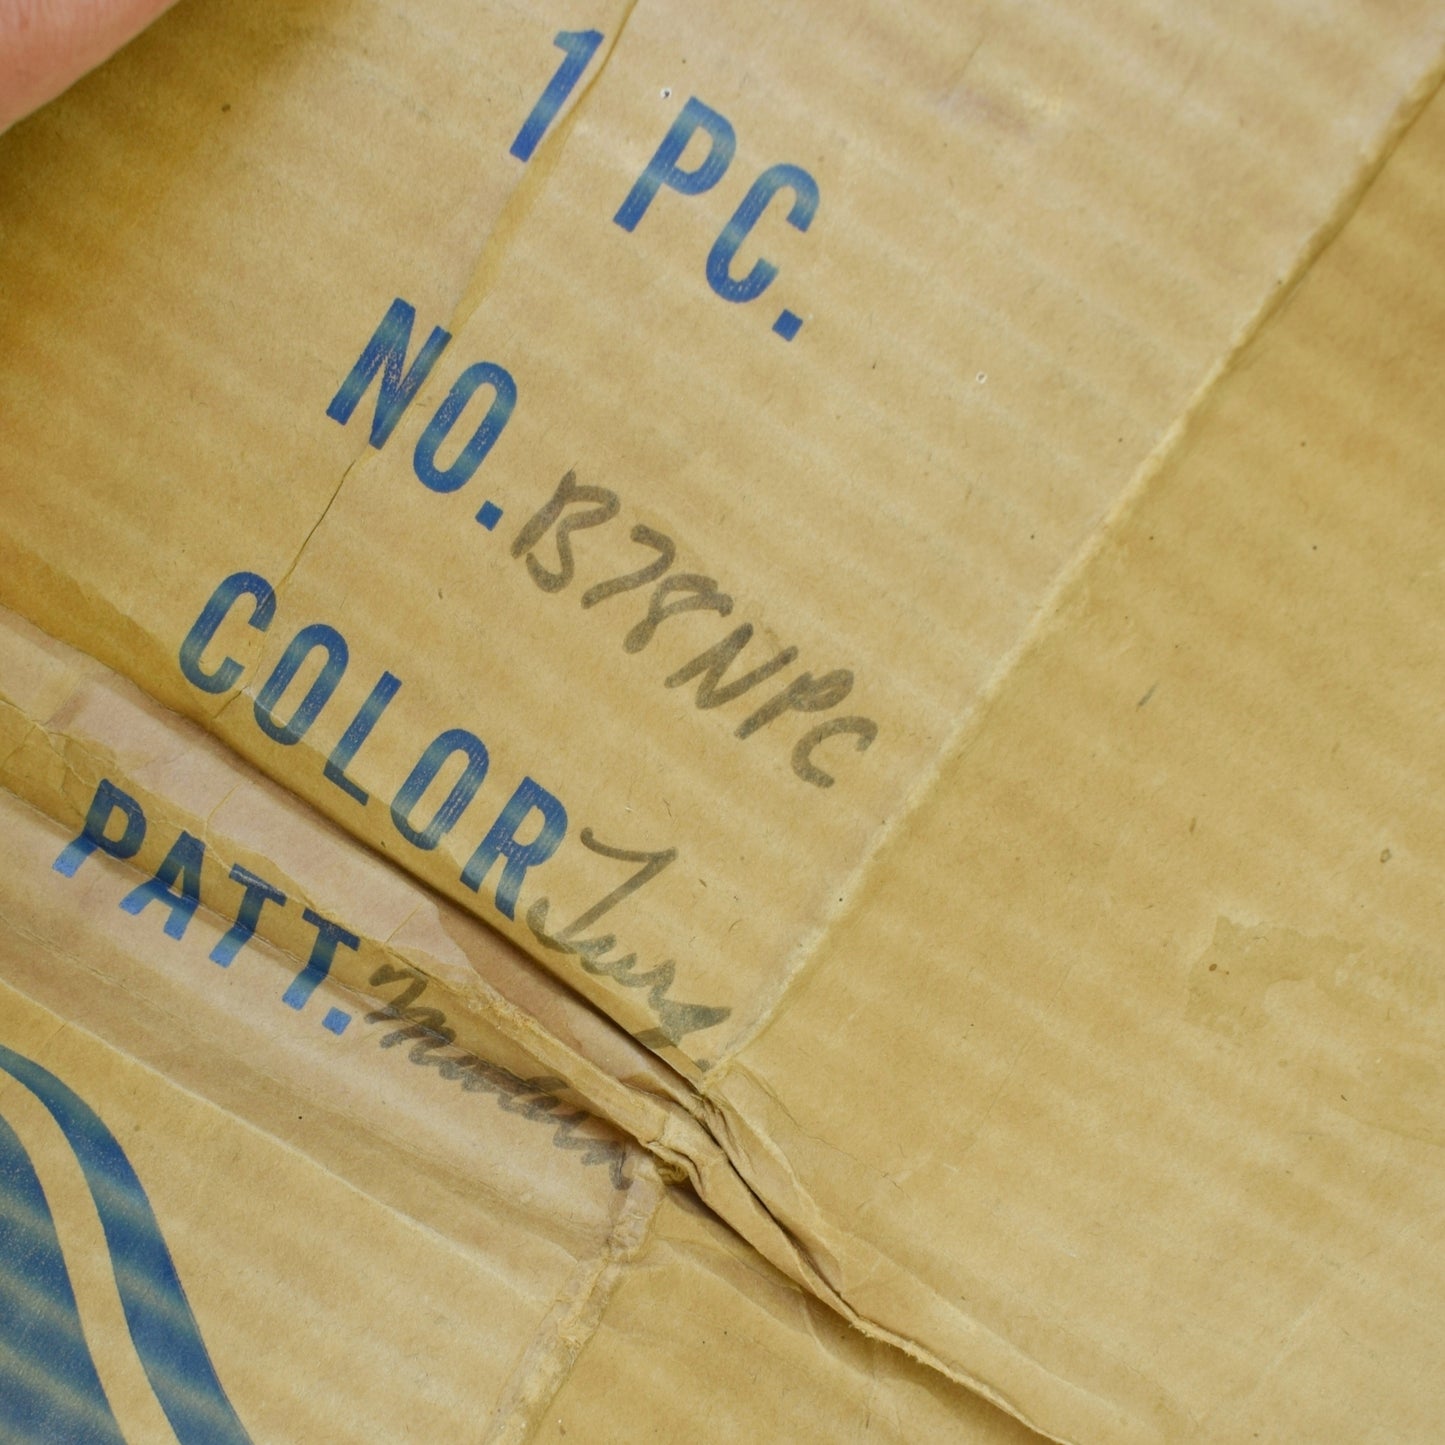 1 PC.
NO. B78NPC
COLOR
PATT.